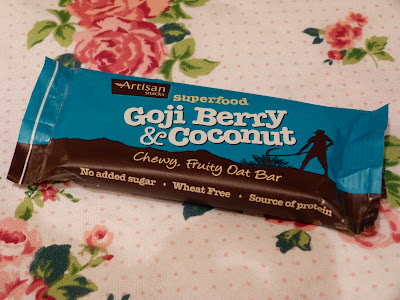 Artisan
SNACKS
superfood
Goji Berry
& Coconut
Chewy, Fruity Oat Bar
No added sugar • Wheat Free • Source of protein